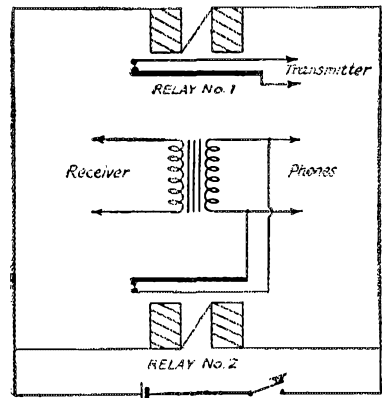 Transmitter
RELAY No. 1
Receiver
Phones
RELAY No. 2